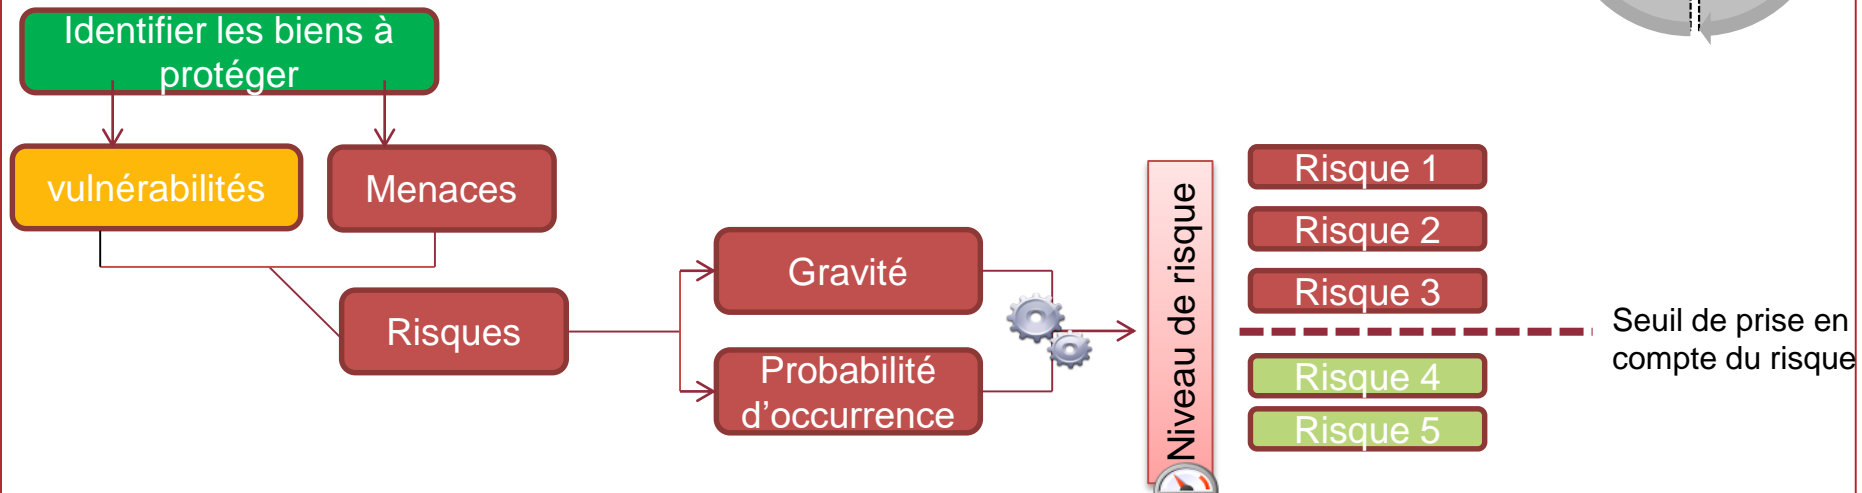 Identifier les biens à
protéger
vulnérabilités
Menaces
Risques
Gravité
Probabilité
d’occurrence
Niveau de risque
Risque 1
Risque 2
Risque 3
Seuil de prise en
compte du risque
Risque 4
Risque 5